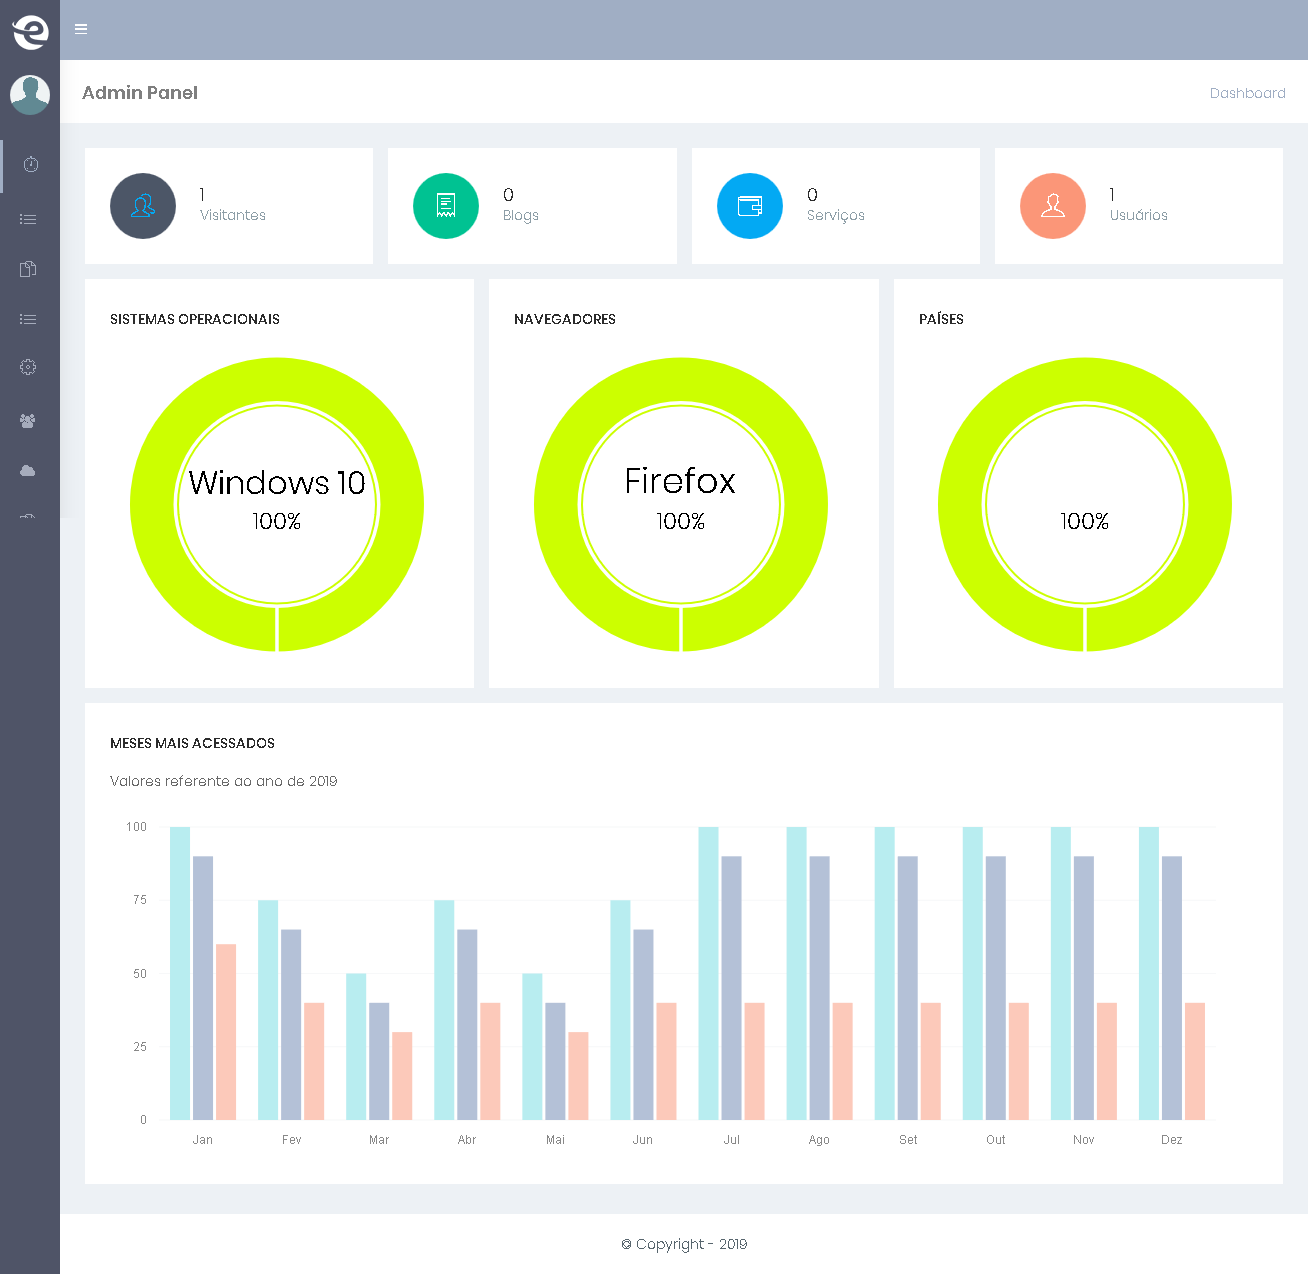 Admin Panel
Dashboard
1
Visitantes
0
Blogs
0
Serviços
1
Usuários
SISTEMAS OPERACIONAIS
Windows 10
100%
NAVEGADORES
Firefox
100%
PAÍSES
100%
MESES MAIS ACESSADOS
Valores referente ao ano de 2019
100
75
50
25
0
Jan Fev Mar Abr Mai Jun Jul Ago Set Out Nov Dez
© Copyright - 2019